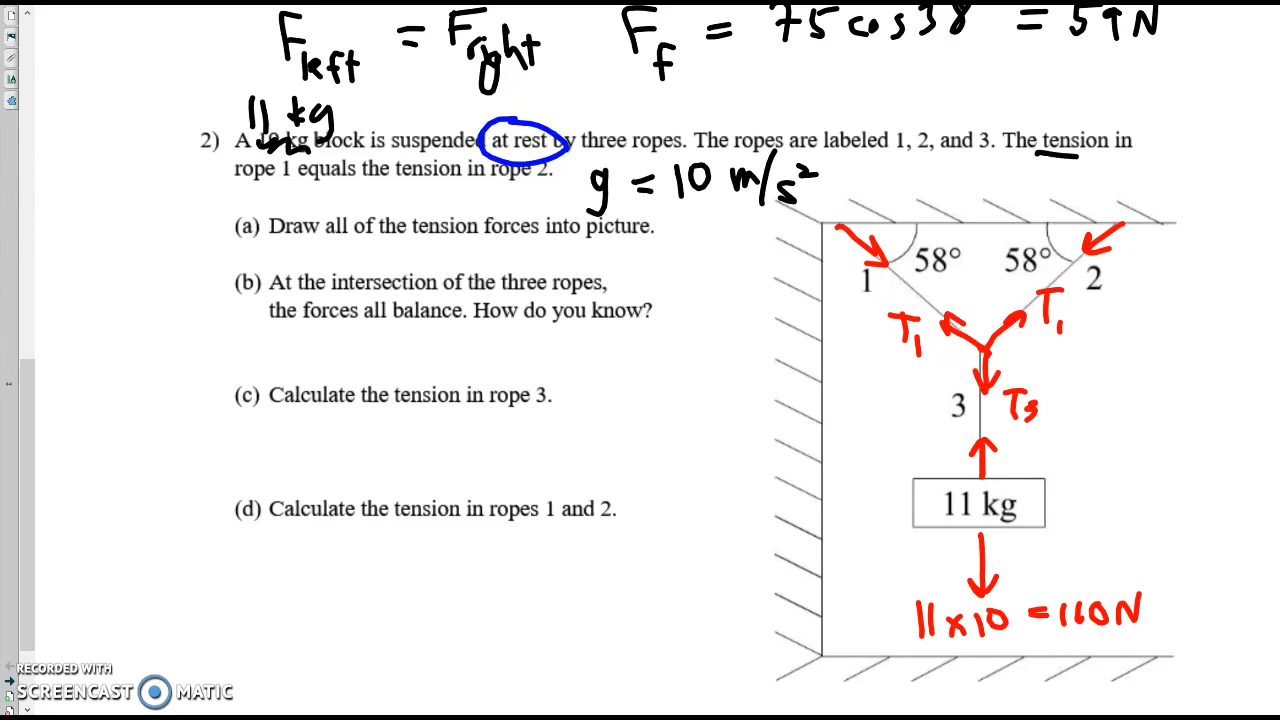 F left = F right F f = 75 cos 38 = 59 N
11 kg
2) A 10 kg block is suspended at rest by three ropes. The ropes are labeled 1, 2, and 3. The tension in
rope 1 equals the tension in rope 2.
g = 10 m/s²
(a) Draw all of the tension forces into picture.
58° 58°
1 2
(b) At the intersection of the three ropes,
the forces all balance. How do you know?
T₁ T₁
(c) Calculate the tension in rope 3.
3 T₃
(d) Calculate the tension in ropes 1 and 2.
11 kg
11 × 10 = 110 N
RECORDED WITH
SCREENCAST MATIC